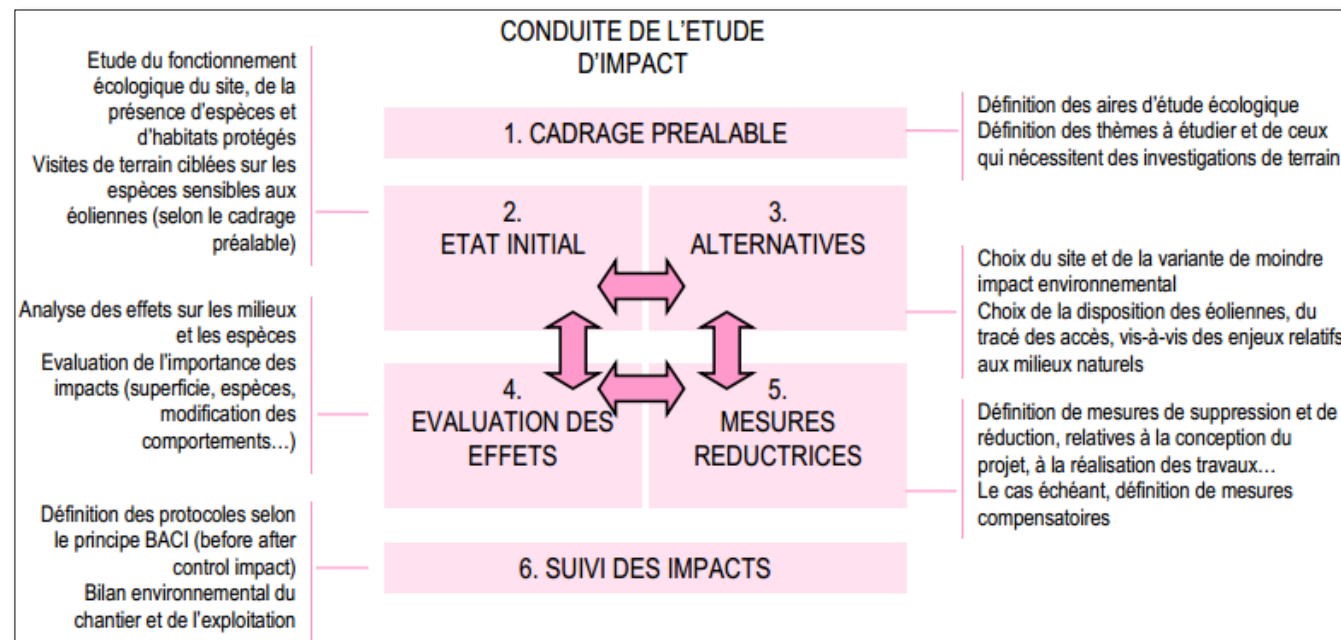 CONDUITE DE L'ETUDE
D'IMPACT
Etude du fonctionnement
écologique du site, de la
présence d'espèces et
d'habitats protégés
Visites de terrain ciblées sur les
espèces sensibles aux
éoliennes (selon le cadrage
préalable)
1. CADRAGE PREALABLE
Définition des aires d'étude écologique
Définition des thèmes à étudier et de ceux
qui nécessitent des investigations de terrain
2.
ETAT INITIAL
3.
ALTERNATIVES
Choix du site et de la variante de moindre
impact environnemental
Choix de la disposition des éoliennes, du
tracé des accès, vis-à-vis des enjeux relatifs
aux milieux naturels
Analyse des effets sur les milieux
et les espèces
Evaluation de l'importance des
impacts (superficie, espèces,
modification des
comportements…)
4.
EVALUATION DES
EFFETS
5.
MESURES
REDUCTRICES
Définition de mesures de suppression et de
réduction, relatives à la conception du
projet, à la réalisation des travaux…
Le cas échéant, définition de mesures
compensatoires
Définition des protocoles selon
le principe BACI (before after
control impact)
Bilan environnemental du
chantier et de l'exploitation
6. SUIVI DES IMPACTS